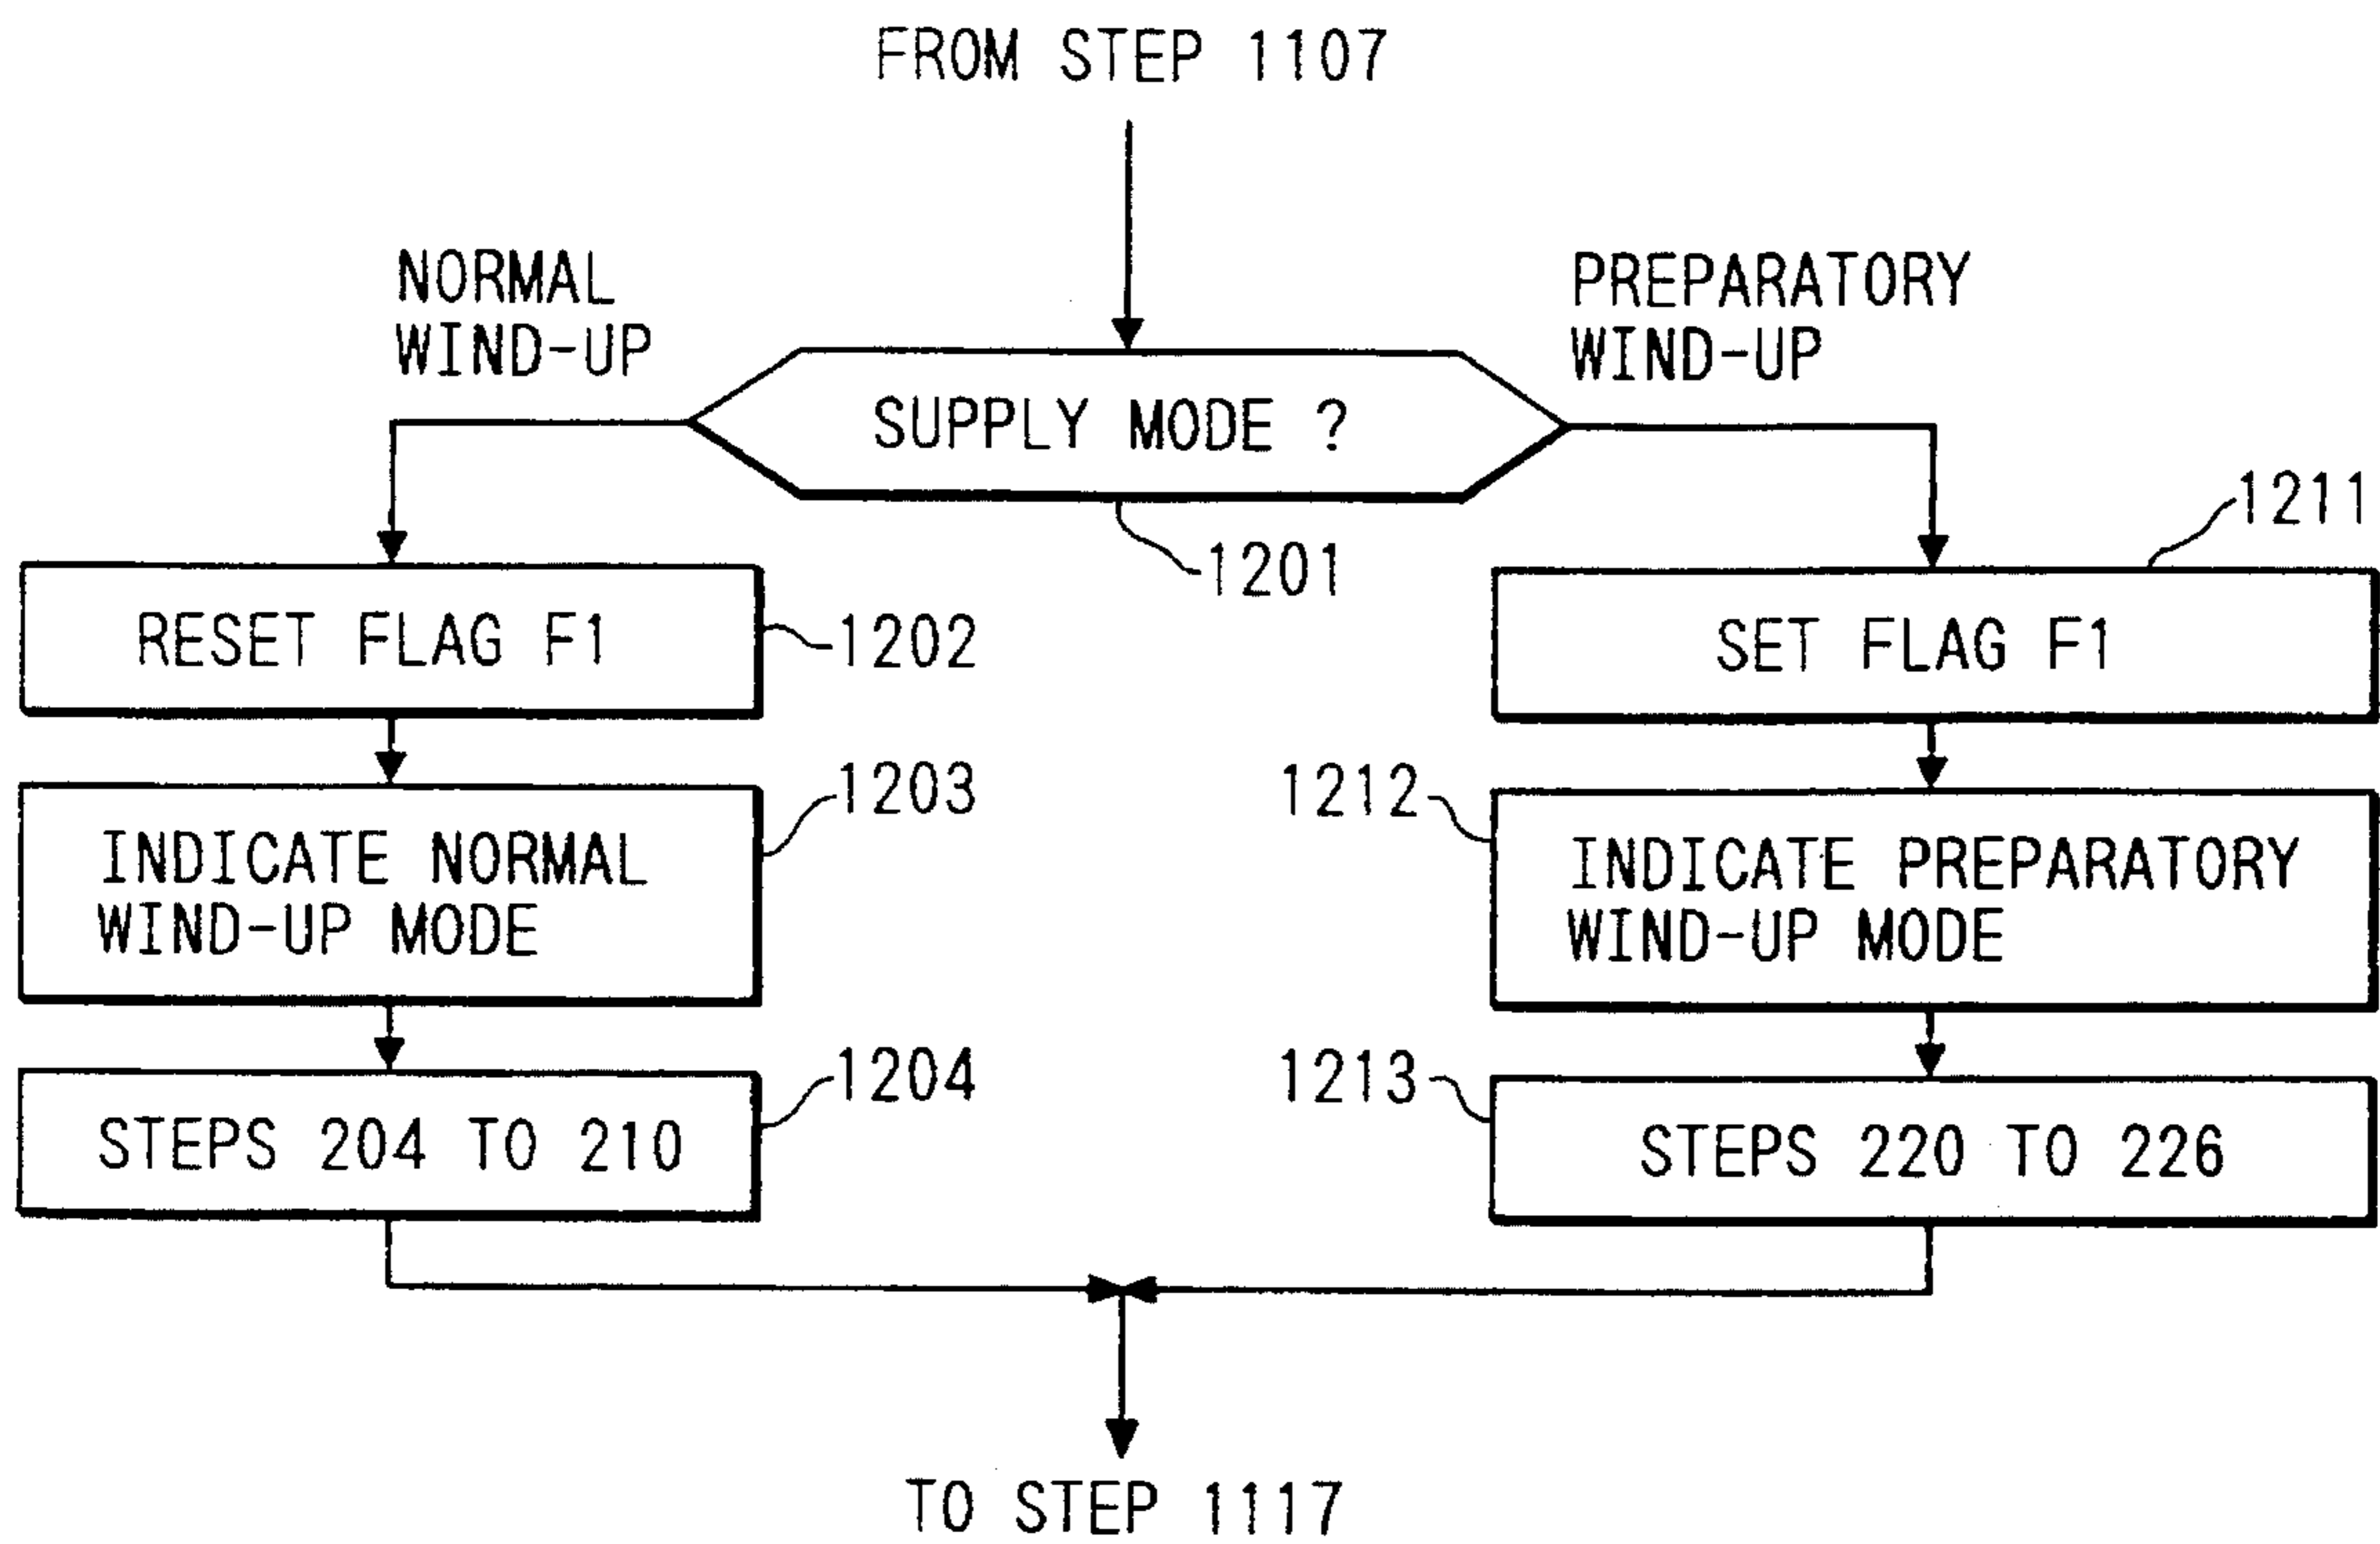 FROM STEP 1107
NORMAL
WIND-UP
PREPARATORY
WIND-UP
SUPPLY MODE ?
1201
1211
RESET FLAG F1
1202
SET FLAG F1
1203
INDICATE NORMAL
WIND-UP MODE
1212
INDICATE PREPARATORY
WIND-UP MODE
1204
STEPS 204 TO 210
1213
STEPS 220 TO 226
TO STEP 1117